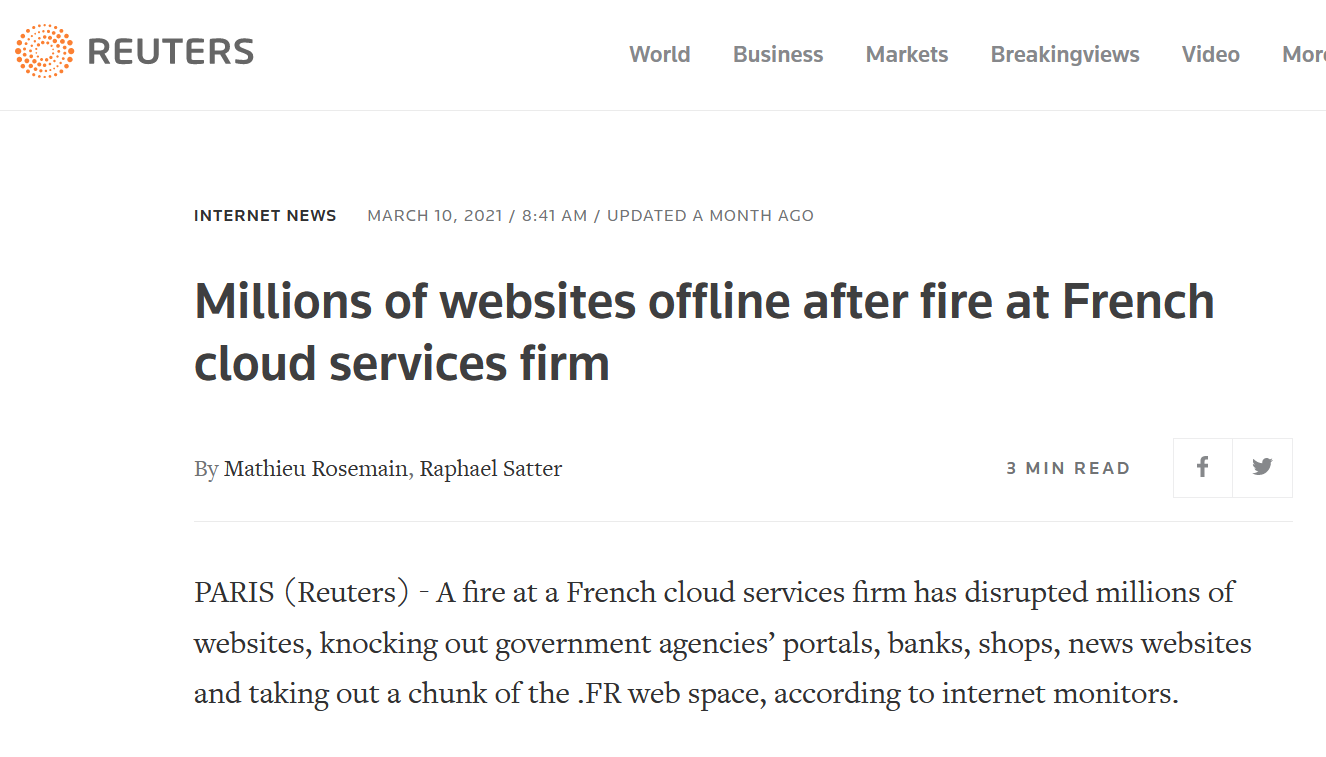 REUTERS
World Business Markets Breakingviews Video More
INTERNET NEWS MARCH 10, 2021 / 8:41 AM / UPDATED A MONTH AGO
Millions of websites offline after fire at French
cloud services firm
By Mathieu Rosemain, Raphael Satter
3 MIN READ
PARIS (Reuters) - A fire at a French cloud services firm has disrupted millions of
websites, knocking out government agencies’ portals, banks, shops, news websites
and taking out a chunk of the .FR web space, according to internet monitors.